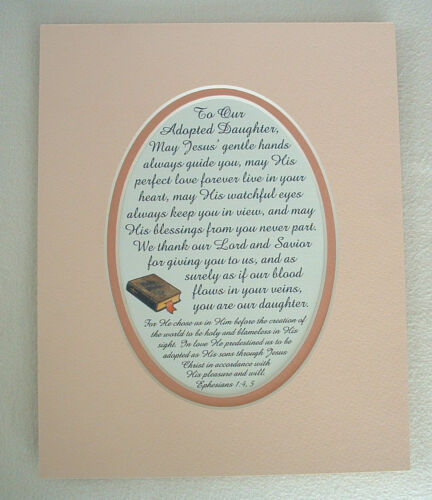 To Our
Adopted Daughter,
May Jesus' gentle hands
always guide you, may His
perfect love forever live in your
heart, may His watchful eyes
always keep you in view, and may
His blessings from you never part.
We thank our Lord and Savior
for giving you to us, and as
surely as if our blood
flows in your veins,
you are our daughter.
For He chose us in Him before the creation of
the world to be holy and blameless in His
sight. In love He predestined us to be
adopted as His sons through Jesus
Christ in accordance with
His pleasure and will.
Ephesians 1:4, 5